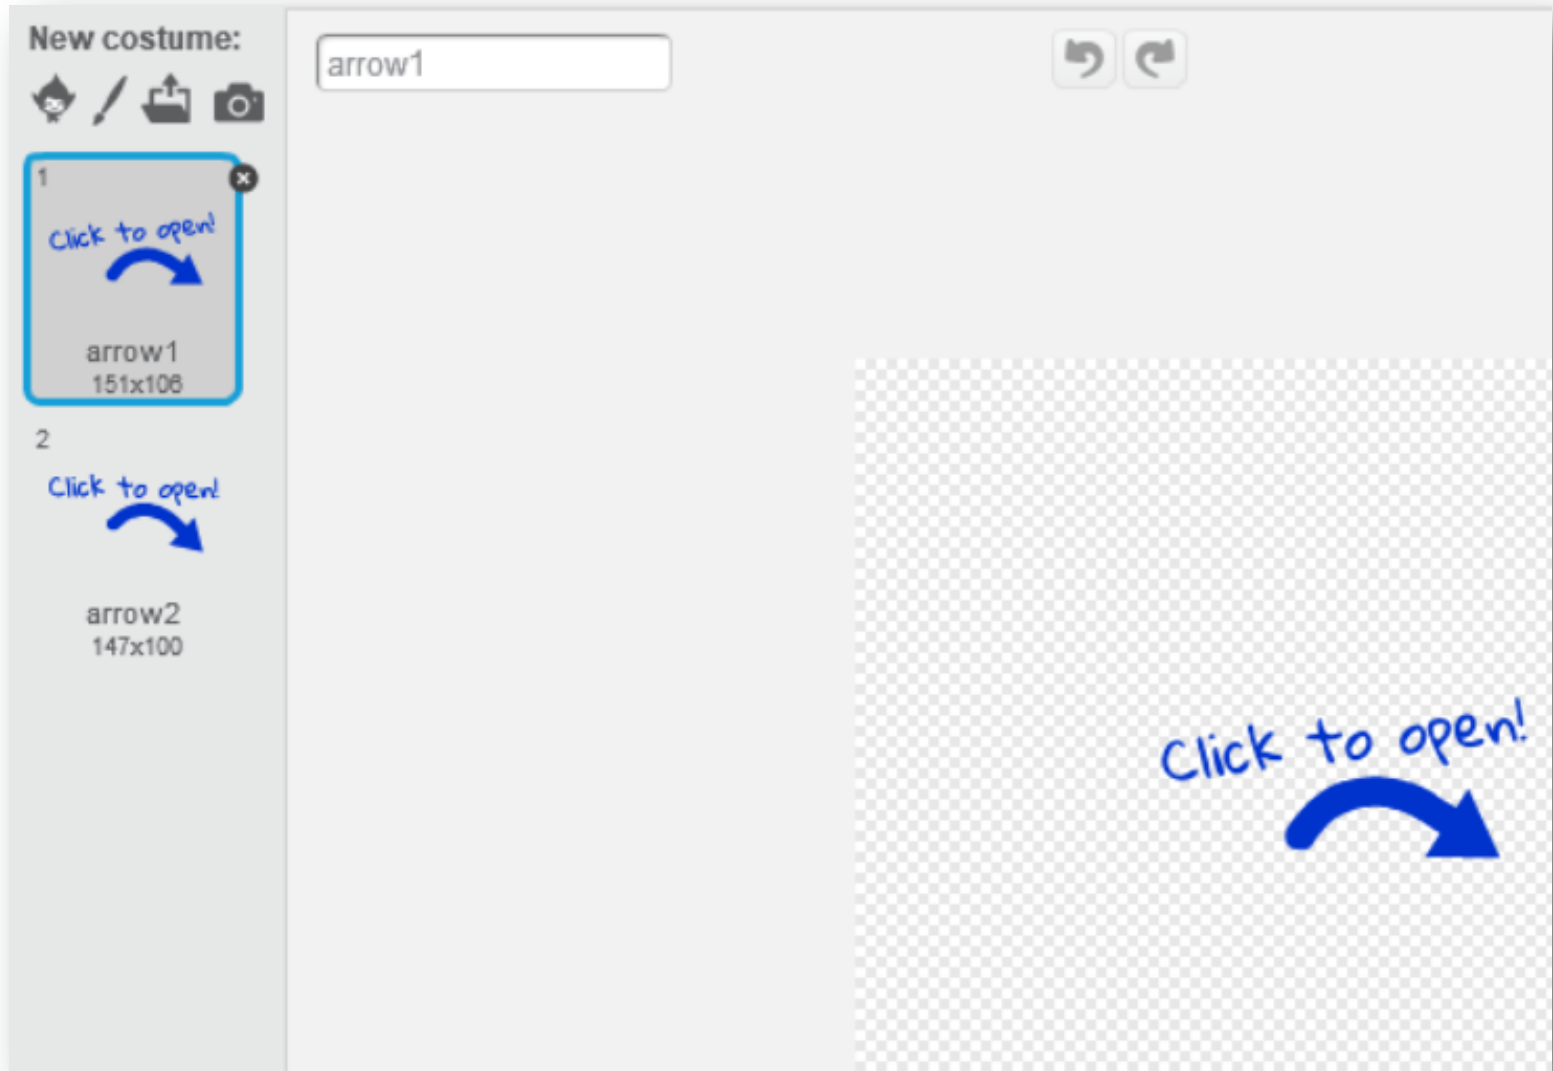 New costume:
arrow1
1
Click to open!
arrow1
151x106
2
Click to open!
arrow2
147x100
Click to open!